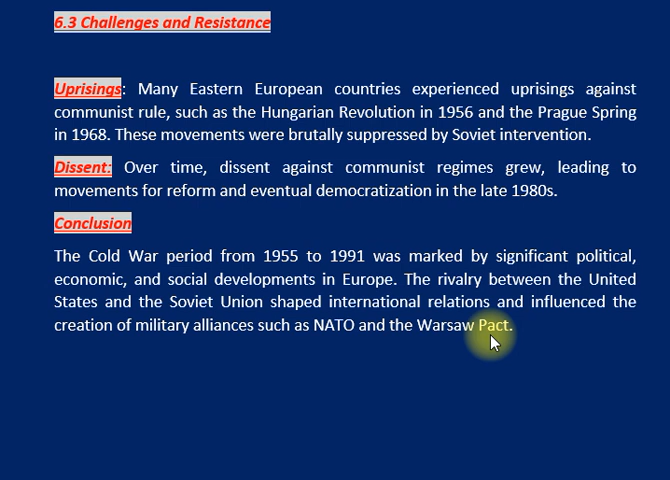 6.3 Challenges and Resistance
Uprisings: Many Eastern European countries experienced uprisings against
communist rule, such as the Hungarian Revolution in 1956 and the Prague Spring
in 1968. These movements were brutally suppressed by Soviet intervention.
Dissent: Over time, dissent against communist regimes grew, leading to
movements for reform and eventual democratization in the late 1980s.
Conclusion
The Cold War period from 1955 to 1991 was marked by significant political,
economic, and social developments in Europe. The rivalry between the United
States and the Soviet Union shaped international relations and influenced the
creation of military alliances such as NATO and the Warsaw Pact.